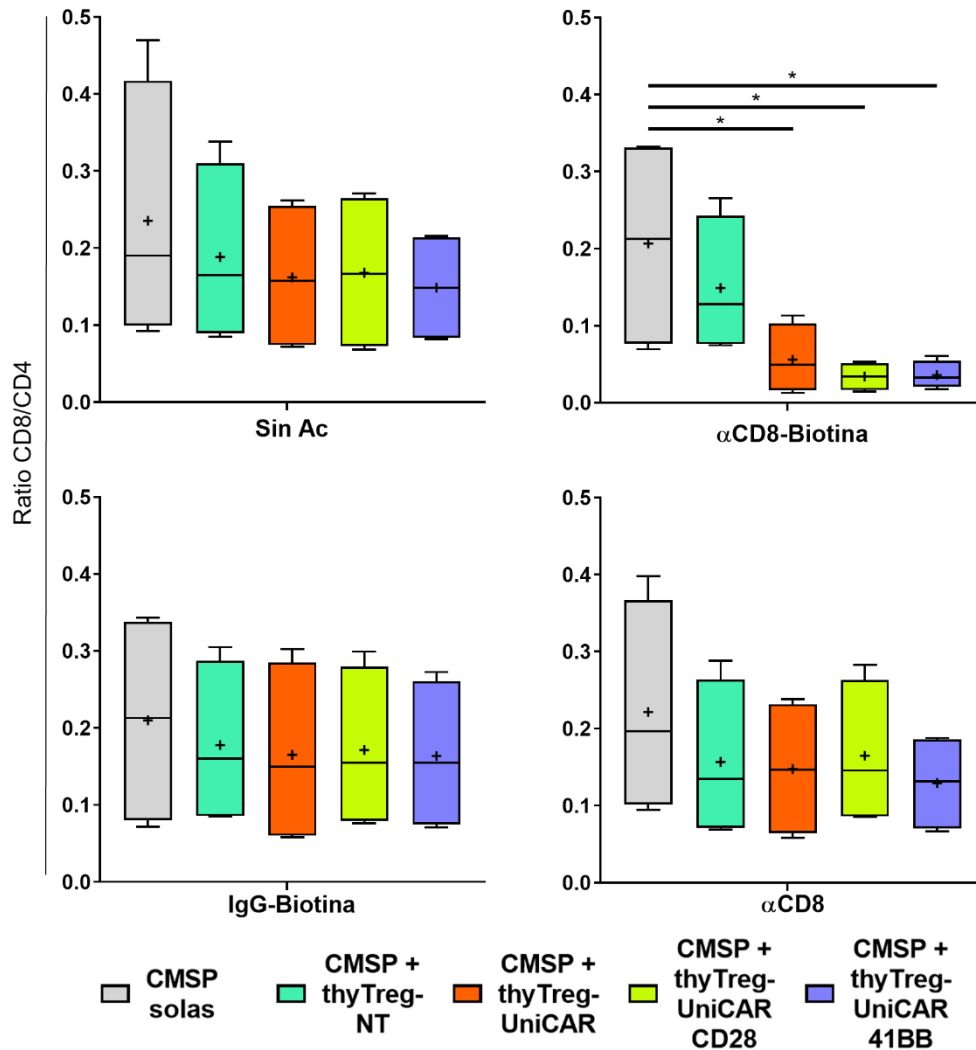 Ratio CD8/CD4
0.5
0.4
0.3
0.2
0.1
0.0
Sin Ac
0.5
0.4
0.3
0.2
0.1
0.0
*
*
*
αCD8-Biotina
0.5
0.4
0.3
0.2
0.1
0.0
IgG-Biotina
0.5
0.4
0.3
0.2
0.1
0.0
αCD8
CMSP
solas
CMSP +
thyTreg-
NT
CMSP +
thyTreg-
UniCAR
CMSP +
thyTreg-
UniCAR
CD28
CMSP +
thyTreg-
UniCAR
41BB